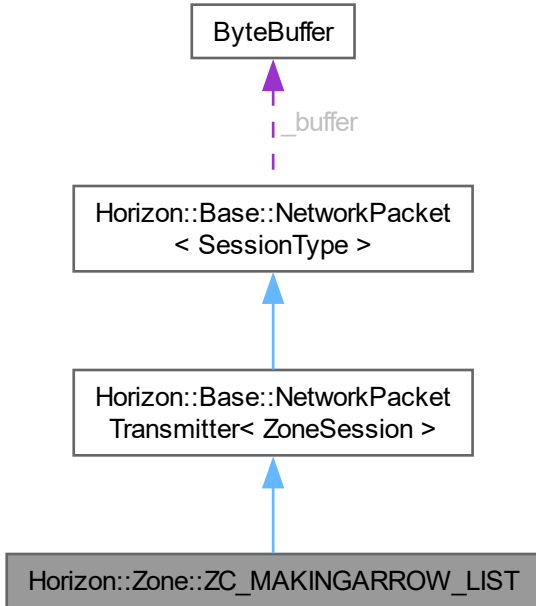 ByteBuffer
_buffer
Horizon::Base::NetworkPacket
< SessionType >
Horizon::Base::NetworkPacket
Transmitter< ZoneSession >
Horizon::Zone::ZC_MAKINGARROW_LIST